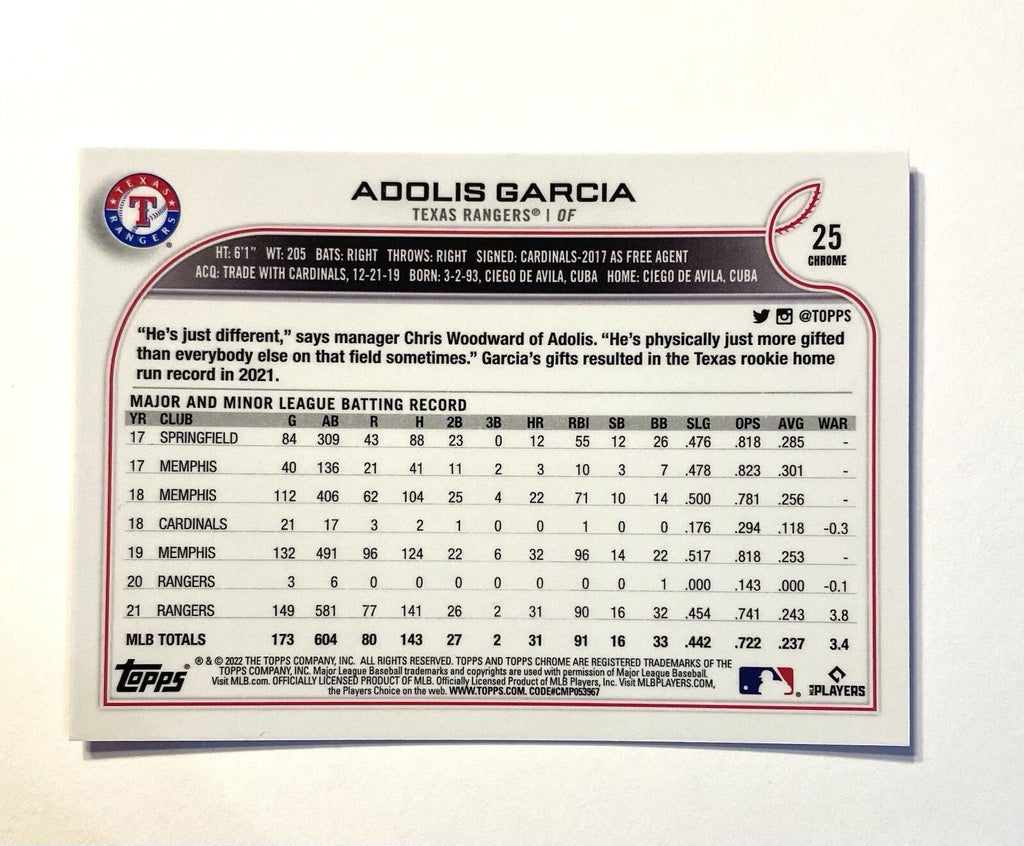 TEXAS RANGERS
T
ADOLIS GARCIA
TEXAS RANGERS® | OF
25
CHROME
HT: 6'1" WT: 205 BATS: RIGHT THROWS: RIGHT SIGNED: CARDINALS-2017 AS FREE AGENT
ACQ: TRADE WITH CARDINALS, 12-21-19 BORN: 3-2-93, CIEGO DE AVILA, CUBA HOME: CIEGO DE AVILA, CUBA
@TOPPS
“He’s just different,” says manager Chris Woodward of Adolis. “He’s physically just more gifted
than everybody else on that field sometimes.” Garcia’s gifts resulted in the Texas rookie home
run record in 2021.
MAJOR AND MINOR LEAGUE BATTING RECORD
YR CLUB G AB R H 2B 3B HR RBI SB BB SLG OPS AVG WAR
17 SPRINGFIELD 84 309 43 88 23 0 12 55 12 26 .476 .818 .285 -
17 MEMPHIS 40 136 21 41 11 2 3 10 3 7 .478 .823 .301 -
18 MEMPHIS 112 406 62 104 25 4 22 71 10 14 .500 .781 .256 -
18 CARDINALS 21 17 3 2 1 0 0 1 0 0 .176 .294 .118 -0.3
19 MEMPHIS 132 491 96 124 22 6 32 96 14 22 .517 .818 .253 -
20 RANGERS 3 6 0 0 0 0 0 0 0 1 .000 .143 .000 -0.1
21 RANGERS 149 581 77 141 26 2 31 90 16 32 .454 .741 .243 3.8
MLB TOTALS 173 604 80 143 27 2 31 91 16 33 .442 .722 .237 3.4
Topps®
® & © 2022 THE TOPPS COMPANY, INC. ALL RIGHTS RESERVED. TOPPS AND TOPPS CHROME ARE REGISTERED TRADEMARKS OF THE
TOPPS COMPANY, INC. Major League Baseball trademarks and copyrights are used with permission of Major League Baseball.
Visit MLB.com. OFFICIALLY LICENSED PRODUCT OF MLB. Officially Licensed Product of MLB Players, Inc. Visit MLBPLAYERS.COM,
the Players Choice on the web. WWW.TOPPS.COM. CODE#CMP053967
MLB PLAYERS